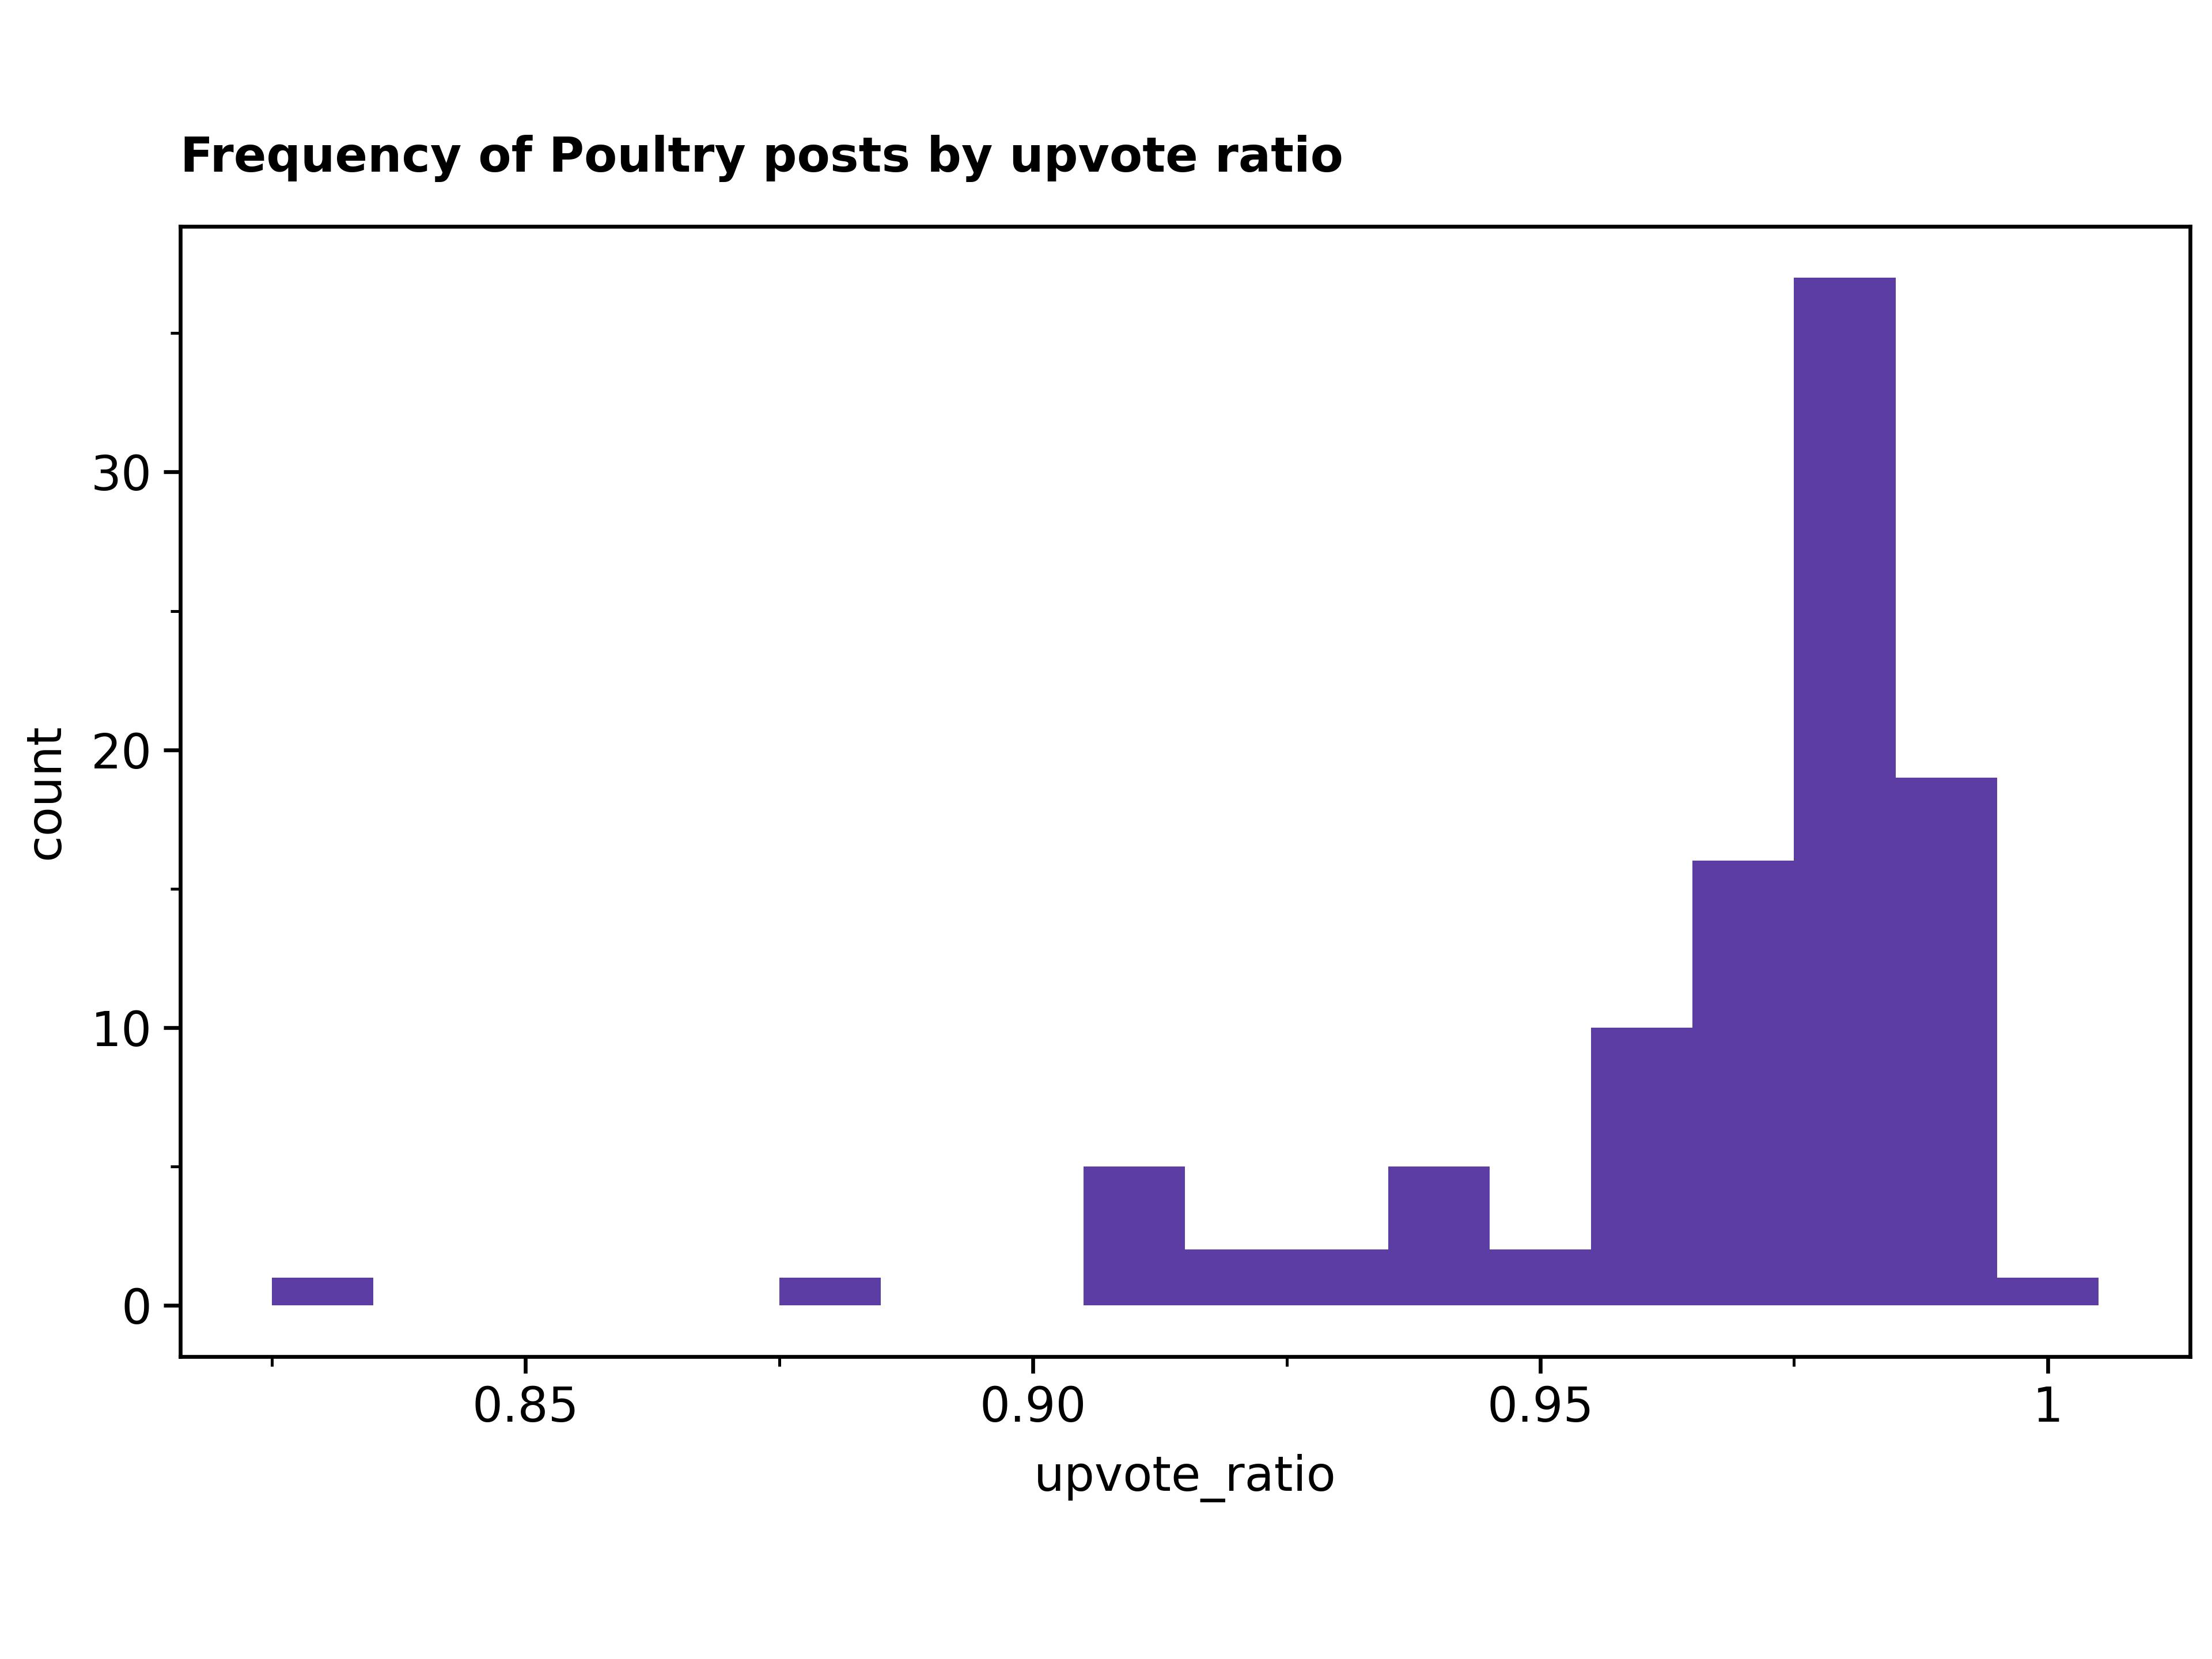 Frequency of Poultry posts by upvote ratio
30
20
10
0
count
0.85 0.90 0.95 1
upvote_ratio